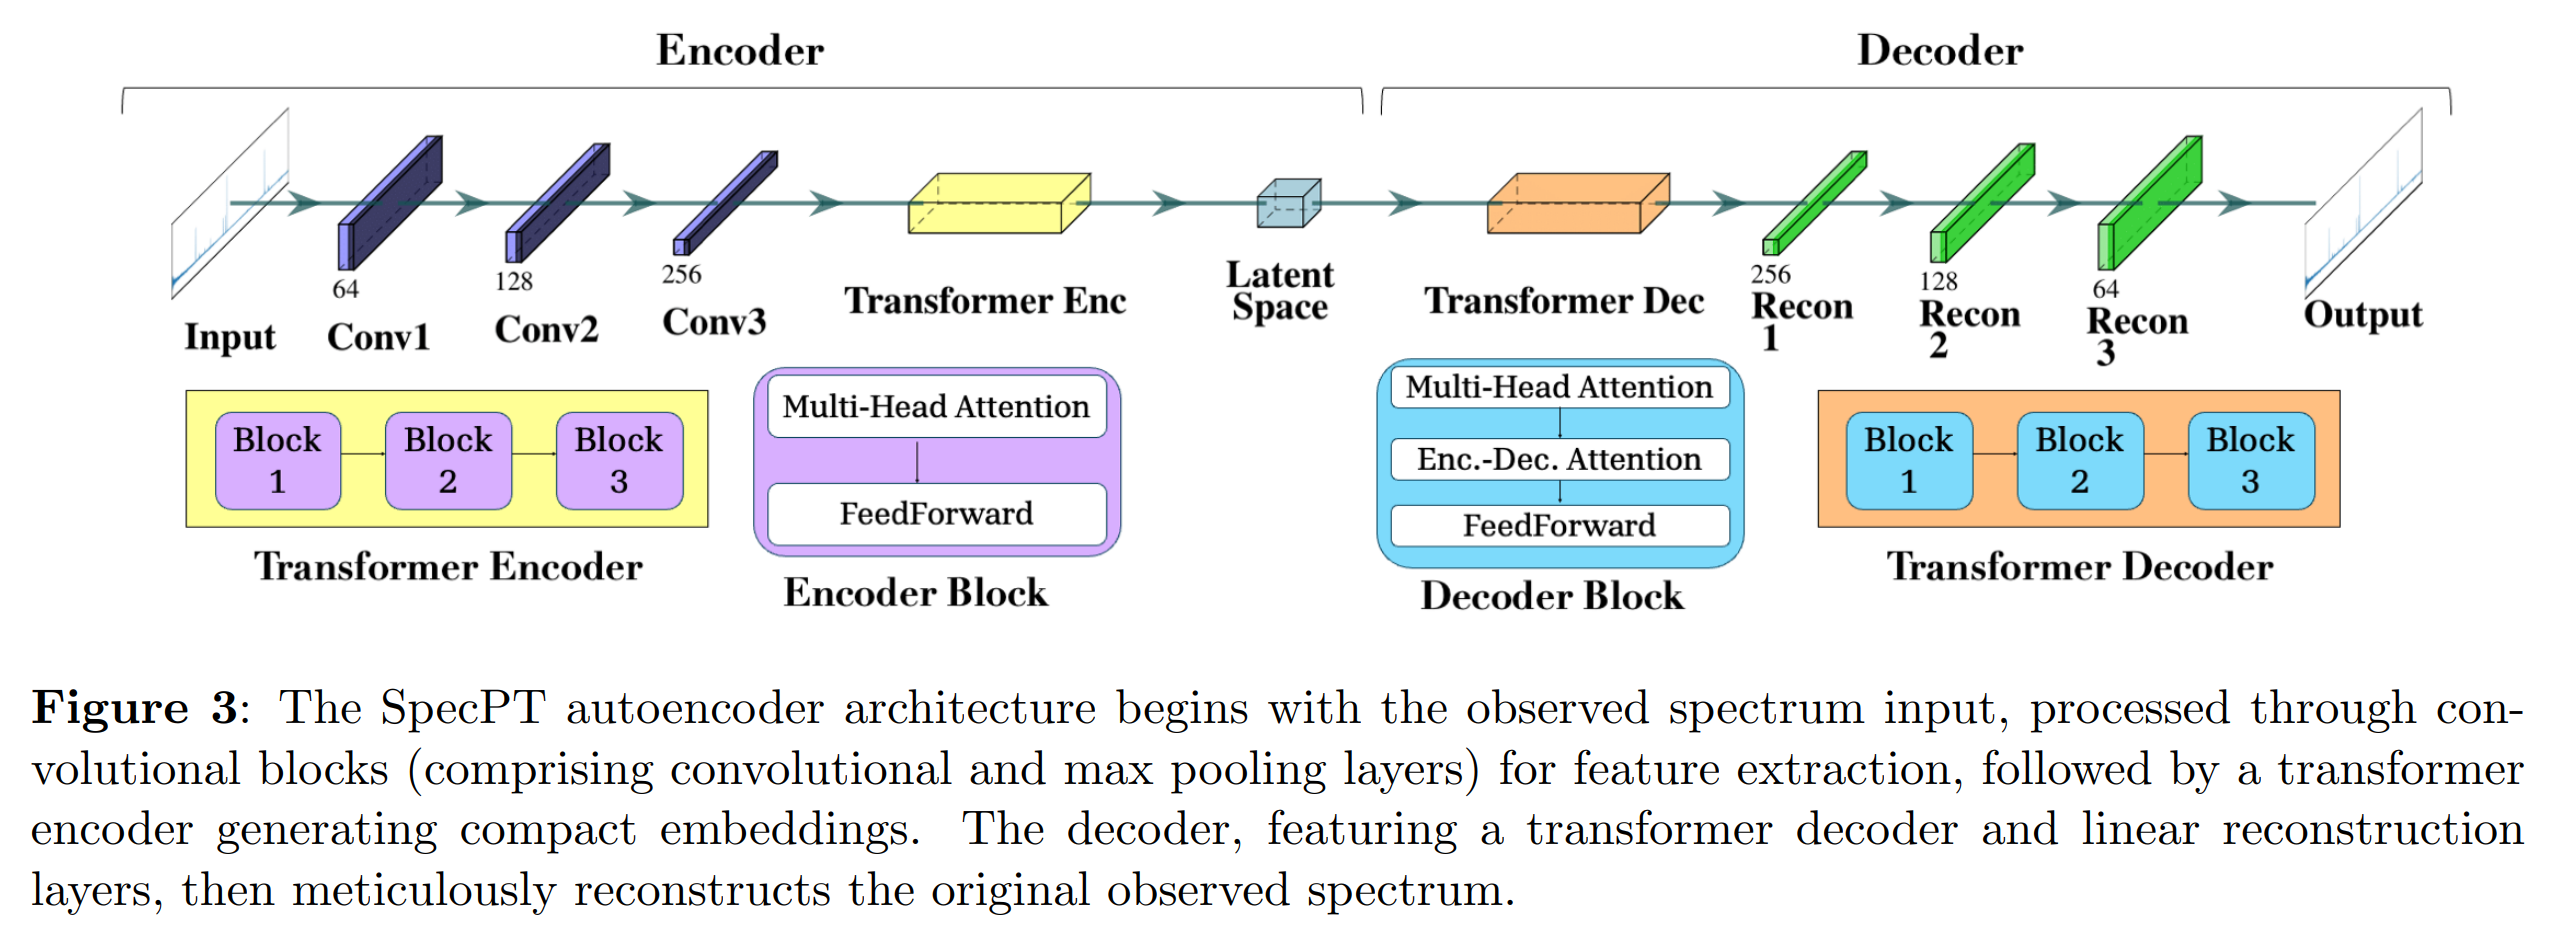 Encoder
Decoder
Input
64
Conv1
128
Conv2
256
Conv3
Transformer Enc
Latent
Space
Transformer Dec
256
Recon
1
128
Recon
2
64
Recon
3
Output
Block
1
Block
2
Block
3
Transformer Encoder
Multi-Head Attention
FeedForward
Encoder Block
Multi-Head Attention
Enc.-Dec. Attention
FeedForward
Decoder Block
Block
1
Block
2
Block
3
Transformer Decoder
Figure 3: The SpecPT autoencoder architecture begins with the observed spectrum input, processed through con-
volutional blocks (comprising convolutional and max pooling layers) for feature extraction, followed by a transformer
encoder generating compact embeddings. The decoder, featuring a transformer decoder and linear reconstruction
layers, then meticulously reconstructs the original observed spectrum.